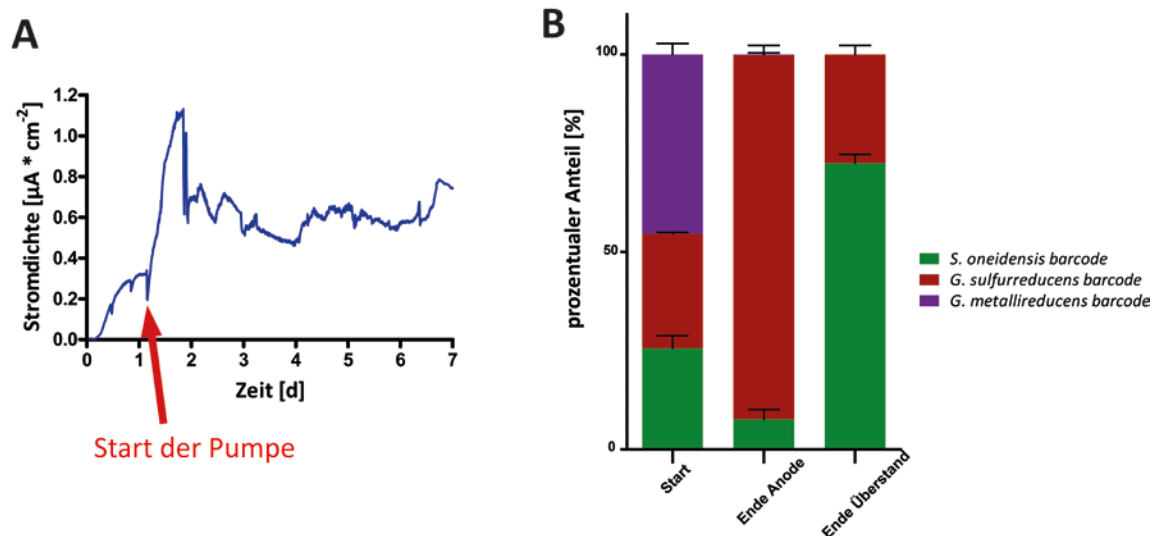 A
Stromdichte [µA * cm-2]
1.2
1.0
0.8
0.6
0.4
0.2
0.0
0 1 2 3 4 5 6 7
Zeit [d]
Start der Pumpe
B
prozentualer Anteil [%]
100
50
0
Start
Ende Anode
Ende Überstand
S. oneidensis barcode
G. sulfurreducens barcode
G. metallireducens barcode